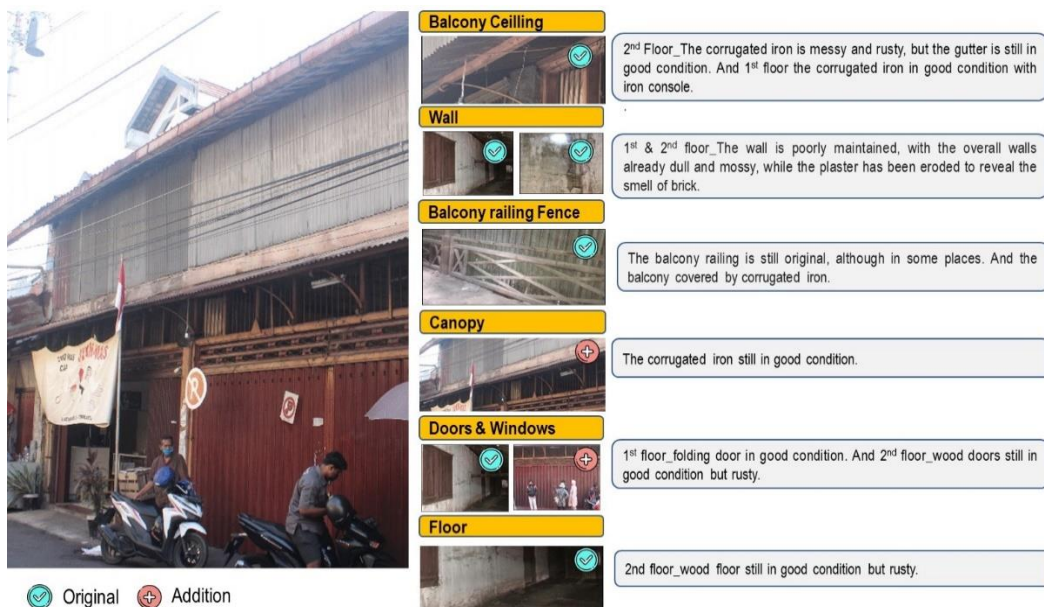 Balcony Ceilling
2nd Floor_The corrugated iron is messy and rusty, but the gutter is still in
good condition. And 1st floor the corrugated iron in good condition with
iron console.
.
Wall
1st & 2nd floor_The wall is poorly maintained, with the overall walls
already dull and mossy, while the plaster has been eroded to reveal the
smell of brick.
Balcony railing Fence
The balcony railing is still original, although in some places. And the
balcony covered by corrugated iron.
Canopy
The corrugated iron still in good condition.
Doors & Windows
1st floor_folding door in good condition. And 2nd floor_wood doors still in
good condition but rusty.
Floor
2nd floor_wood floor still in good condition but rusty.
Original
Addition